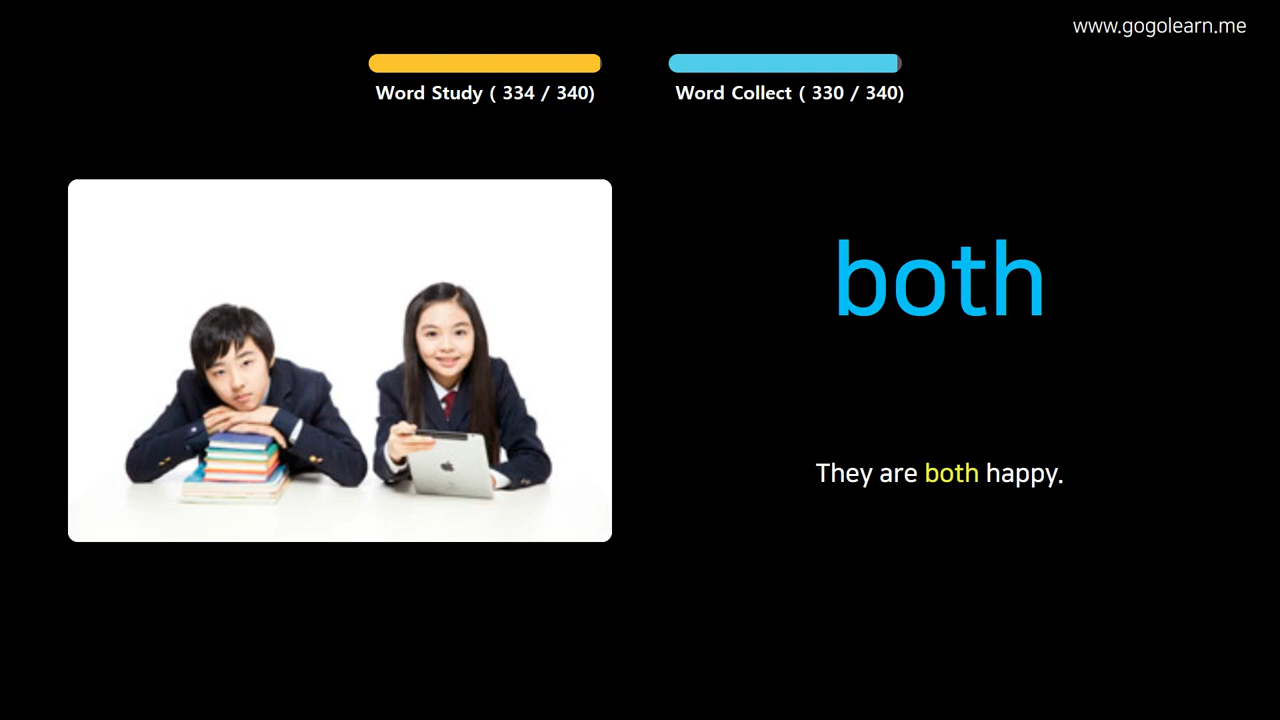 www.gogolearn.me
Word Study ( 334 / 340)
Word Collect ( 330 / 340)
both
They are both happy.